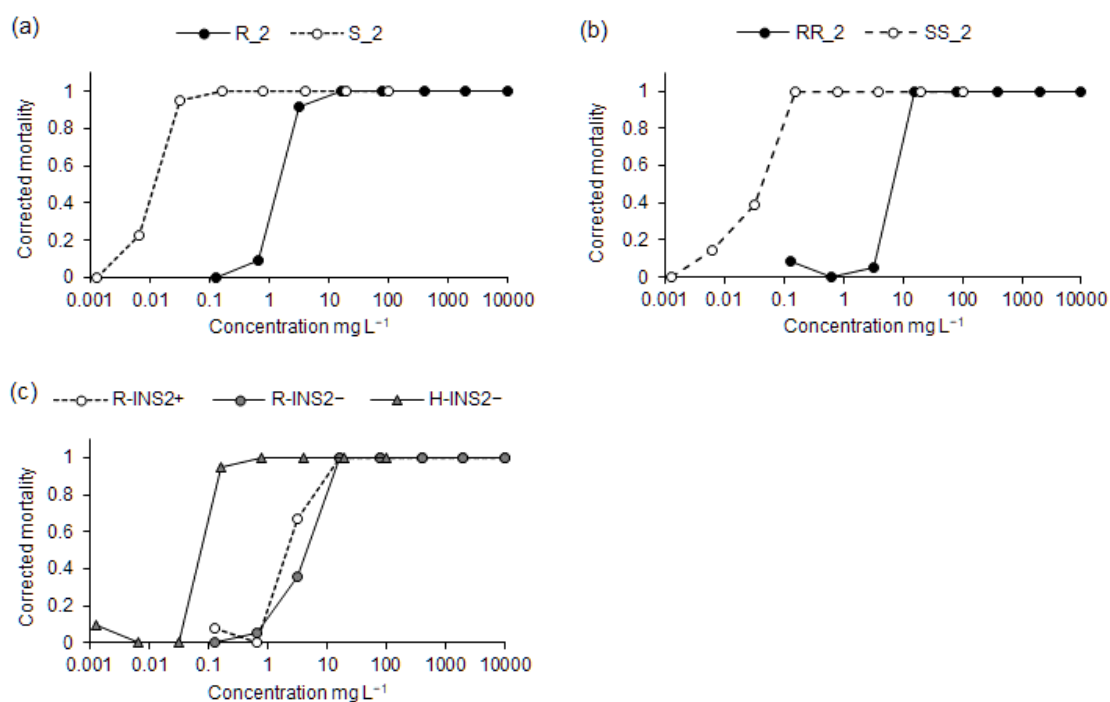 (a)
R_2 S_2
Corrected mortality
1
0.8
0.6
0.4
0.2
0
0.001 0.01 0.1 1 10 100 1000 10000
Concentration mg L⁻¹
(b)
RR_2 SS_2
Corrected mortality
1
0.8
0.6
0.4
0.2
0
0.001 0.01 0.1 1 10 100 1000 10000
Concentration mg L⁻¹
(c)
R-INS2+ R-INS2− H-INS2−
Corrected mortality
1
0.8
0.6
0.4
0.2
0
0.001 0.01 0.1 1 10 100 1000 10000
Concentration mg L⁻¹